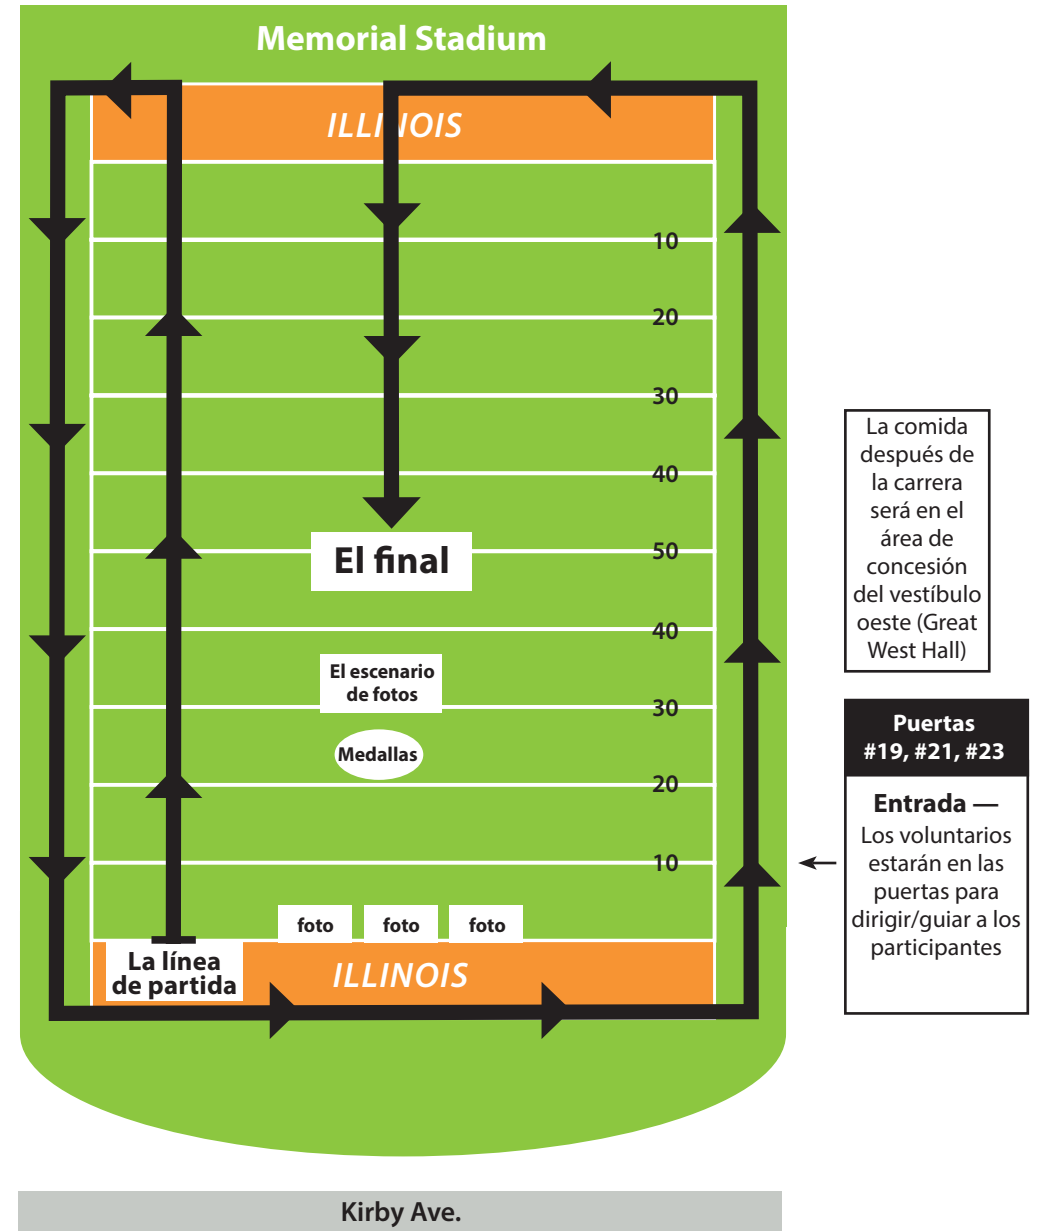 Memorial Stadium
ILLINOIS
10
20
30
40
50
40
30
20
10
El final
El escenario
de fotos
Medallas
foto
foto
foto
La línea
de partida
ILLINOIS
La comida
después de
la carrera
será en el
área de
concesión
del vestíbulo
oeste (Great
West Hall)
Puertas
#19, #21, #23
Entrada —
Los voluntarios
estarán en las
puertas para
dirigir/guiar a los
participantes
Kirby Ave.